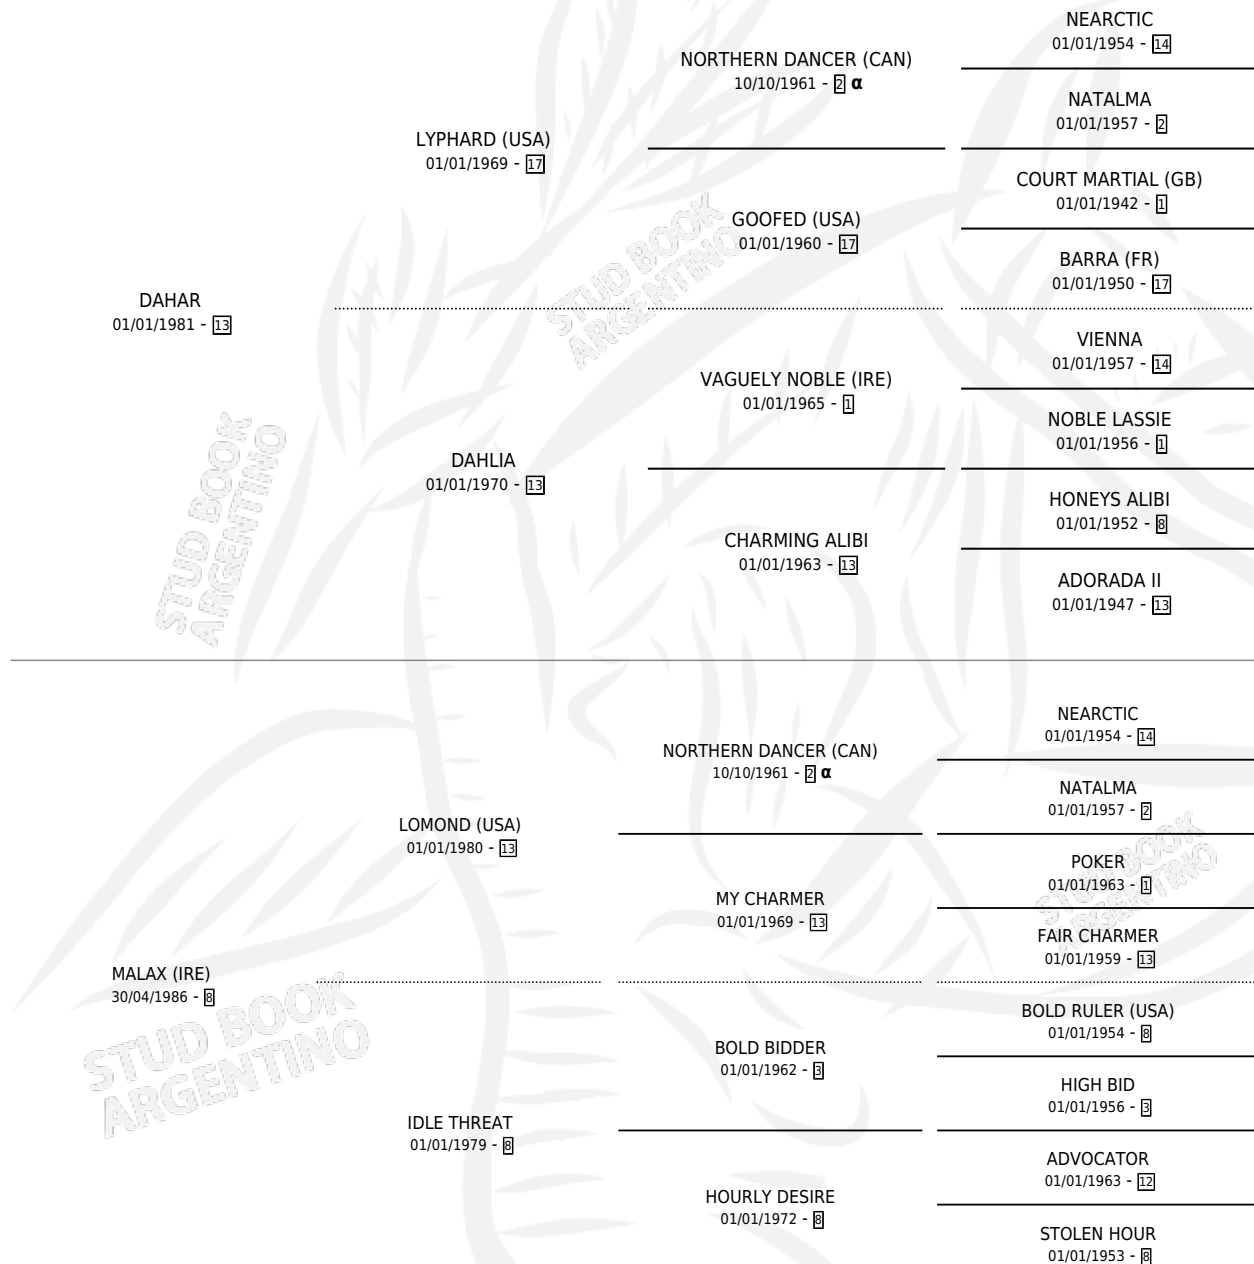 NEARCTIC
01/01/1954 - 14
NORTHERN DANCER (CAN)
10/10/1961 - 2 α
NATALMA
01/01/1957 - 2
LYPHARD (USA)
01/01/1969 - 17
COURT MARTIAL (GB)
01/01/1942 - 1
GOOFED (USA)
01/01/1960 - 17
BARRA (FR)
01/01/1950 - 17
DAHAR
01/01/1981 - 13
VIENNA
01/01/1957 - 14
VAGUELY NOBLE (IRE)
01/01/1965 - 1
NOBLE LASSIE
01/01/1956 - 1
DAHLIA
01/01/1970 - 13
HONEYS ALIBI
01/01/1952 - 8
CHARMING ALIBI
01/01/1963 - 13
ADORADA II
01/01/1947 - 13
NEARCTIC
01/01/1954 - 14
NORTHERN DANCER (CAN)
10/10/1961 - 2 α
NATALMA
01/01/1957 - 2
LOMOND (USA)
01/01/1980 - 13
POKER
01/01/1963 - 1
MY CHARMER
01/01/1969 - 13
FAIR CHARMER
01/01/1959 - 13
MALAX (IRE)
30/04/1986 - 8
BOLD RULER (USA)
01/01/1954 - 8
BOLD BIDDER
01/01/1962 - 3
HIGH BID
01/01/1956 - 3
IDLE THREAT
01/01/1979 - 8
ADVOCATOR
01/01/1963 - 12
HOURLY DESIRE
01/01/1972 - 8
STOLEN HOUR
01/01/1953 - 8
STUD BOOK
ARGENTINO
STUD BOOK
ARGENTINO
STUD BOOK
ARGENTINO
STUD BOOK
ARGENTINO